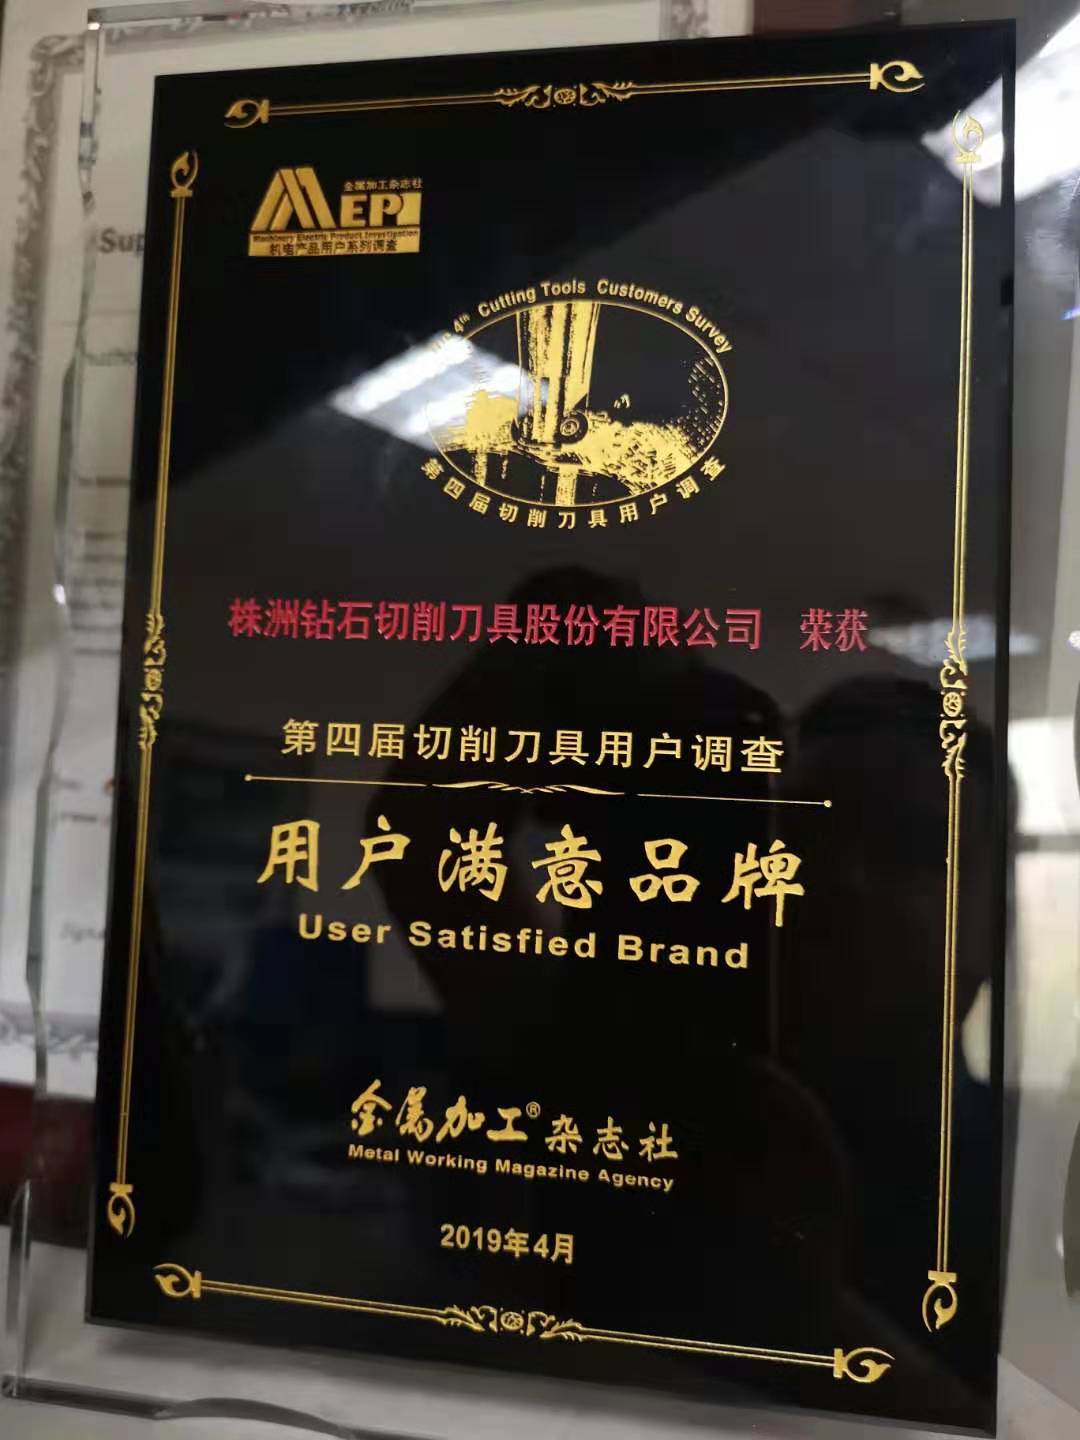 金属加工杂志社
MEPI
Machinery Electric Product Investigation
机电产品用户系列调查
4th Cutting Tools Customers Survey
第四届切削刀具用户调查
株洲钻石切削刀具股份有限公司 荣获
第四届切削刀具用户调查
用户满意品牌
User Satisfied Brand
金属加工®杂志社
Metal Working Magazine Agency
2019年4月
Sup